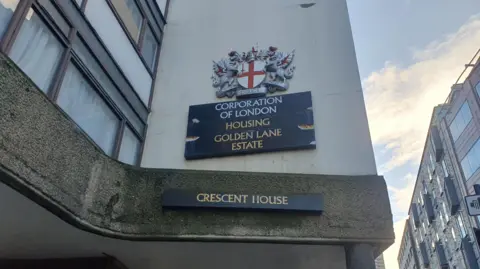 CORPORATION
OF LONDON
HOUSING
GOLDEN LANE
ESTATE
CRESCENT HOUSE